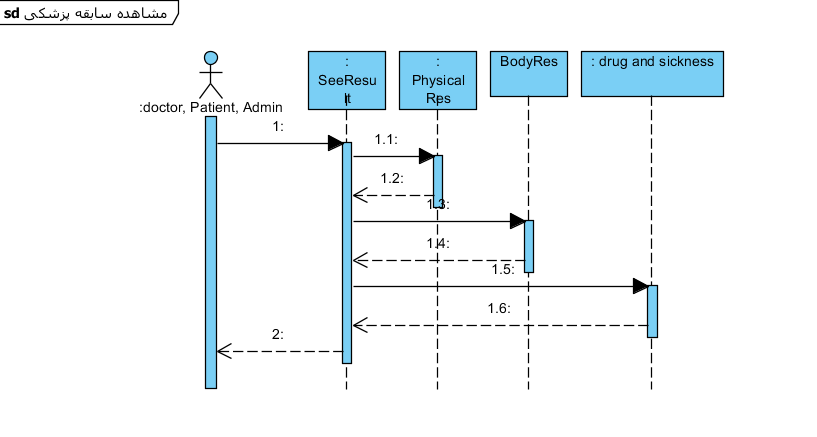 sd مشاهده سابقه پزشکی
:doctor, Patient, Admin
:
SeeResu
lt
:
Physical
Res
BodyRes
: drug and sickness
1:
1.1:
1.2:
1.3:
1.4:
1.5:
1.6:
2: